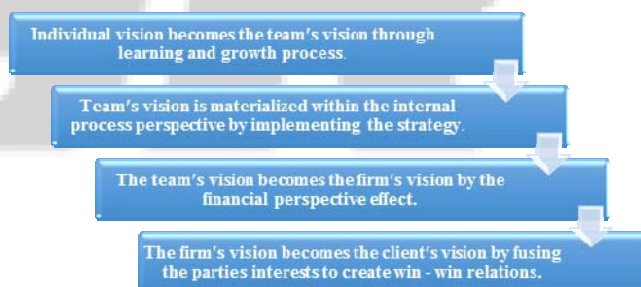 Individual vision becomes the team's vision through
learning and growth process.
Team's vision is materialized within the internal
process perspective by implementing the strategy.
The team's vision becomes the firm's vision by the
financial perspective effect.
The firm's vision becomes the client's vision by fusing
the parties interests to create win - win relations.